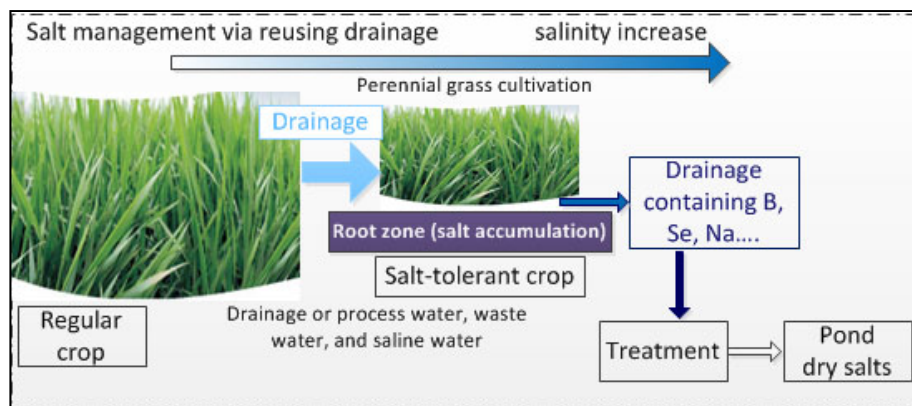 Salt management via reusing drainage
salinity increase
Perennial grass cultivation
Drainage
Drainage
containing B,
Se, Na....
Root zone (salt accumulation)
Salt-tolerant crop
Regular
crop
Drainage or process water, waste
water, and saline water
Treatment
Pond
dry salts